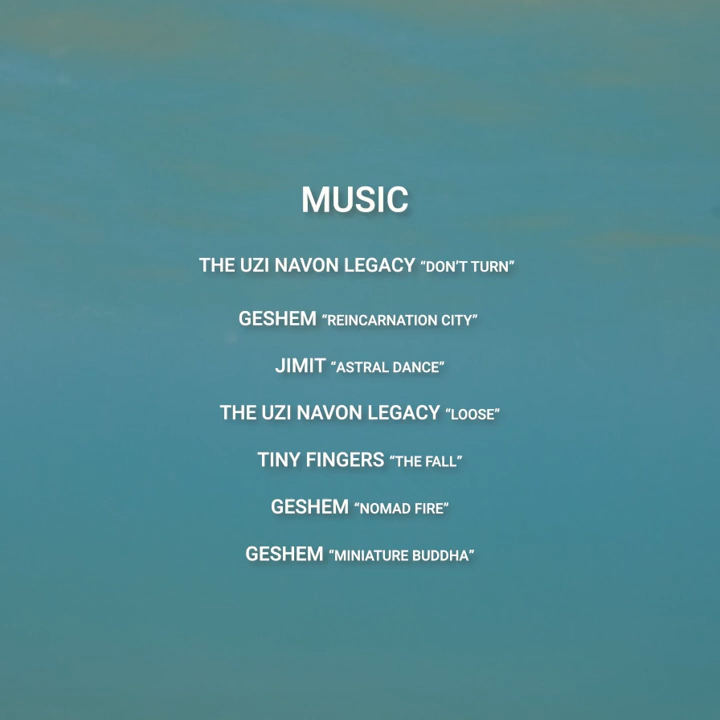 MUSIC
THE UZI NAVON LEGACY “DON’T TURN”
GESHEM “REINCARNATION CITY”
JIMIT “ASTRAL DANCE”
THE UZI NAVON LEGACY “LOOSE”
TINY FINGERS “THE FALL”
GESHEM “NOMAD FIRE”
GESHEM “MINIATURE BUDDHA”